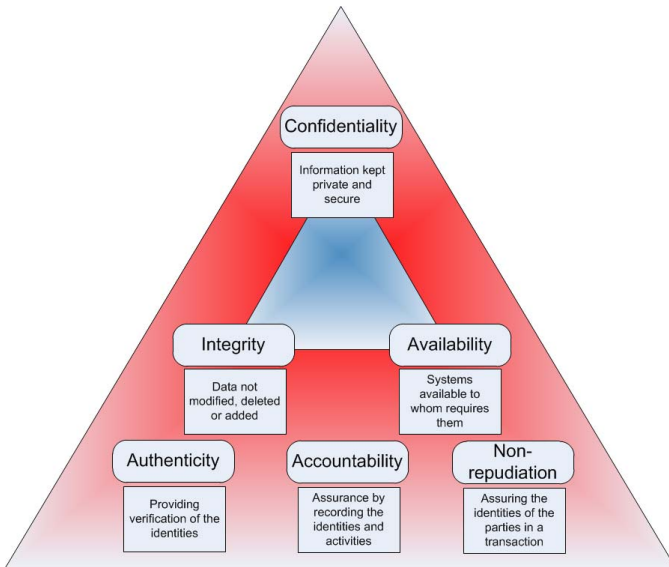 Confidentiality
Information kept
private and
secure
Integrity
Data not
modified, deleted
or added
Availability
Systems
available to
whom requires
them
Authenticity
Providing
verification of the
identities
Accountability
Assurance by
recording the
identities and
activities
Non-
repudiation
Assuring the
identities of the
parties in a
transaction